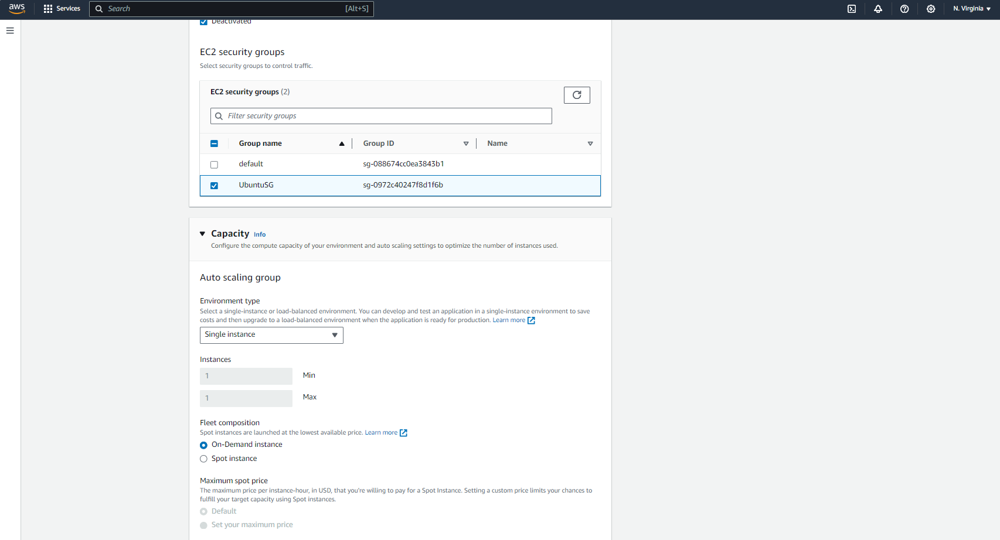 aws Services Search [Alt+S] N. Virginia
Deactivated
EC2 security groups
Select security groups to control traffic.
EC2 security groups (2)
Filter security groups
Group name Group ID Name
default sg-088674cc0ea3843b1
UbuntuSG sg-0972c40247f8d1f6b
Capacity Info
Configure the compute capacity of your environment and auto scaling settings to optimize the number of instances used.
Auto scaling group
Environment type
Select a single-instance or load-balanced environment. You can develop and test an application in a single-instance environment to save
costs and then upgrade to a load-balanced environment when the application is ready for production. Learn more
Single instance
Instances
1 Min
1 Max
Fleet composition
Spot instances are launched at the lowest available price. Learn more
On-Demand instance
Spot instance
Maximum spot price
The maximum price per instance-hour, in USD, that you're willing to pay for a Spot Instance. Setting a custom price limits your chances to
fulfill your target capacity using Spot instances.
Default
Set your maximum price